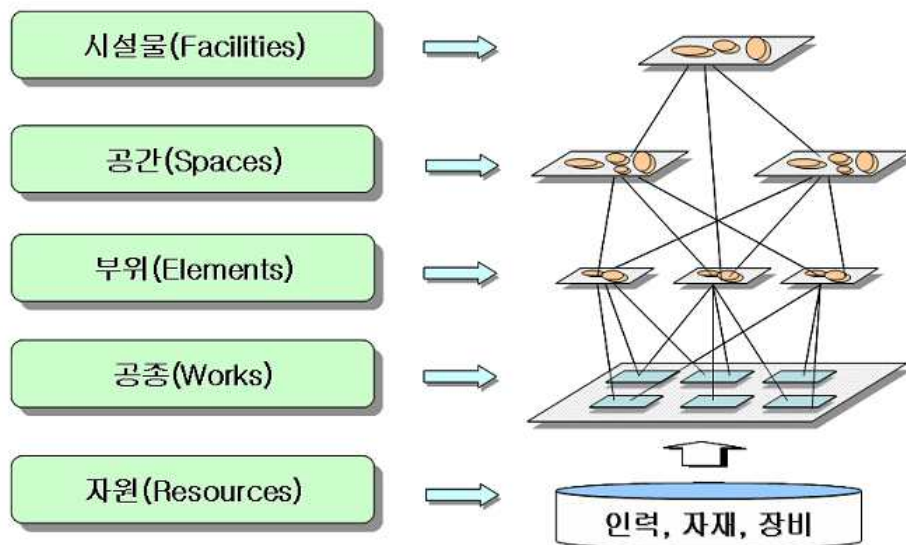 시설물(Facilities)
공간(Spaces)
부위(Elements)
공종(Works)
자원(Resources)
인력, 자재, 장비